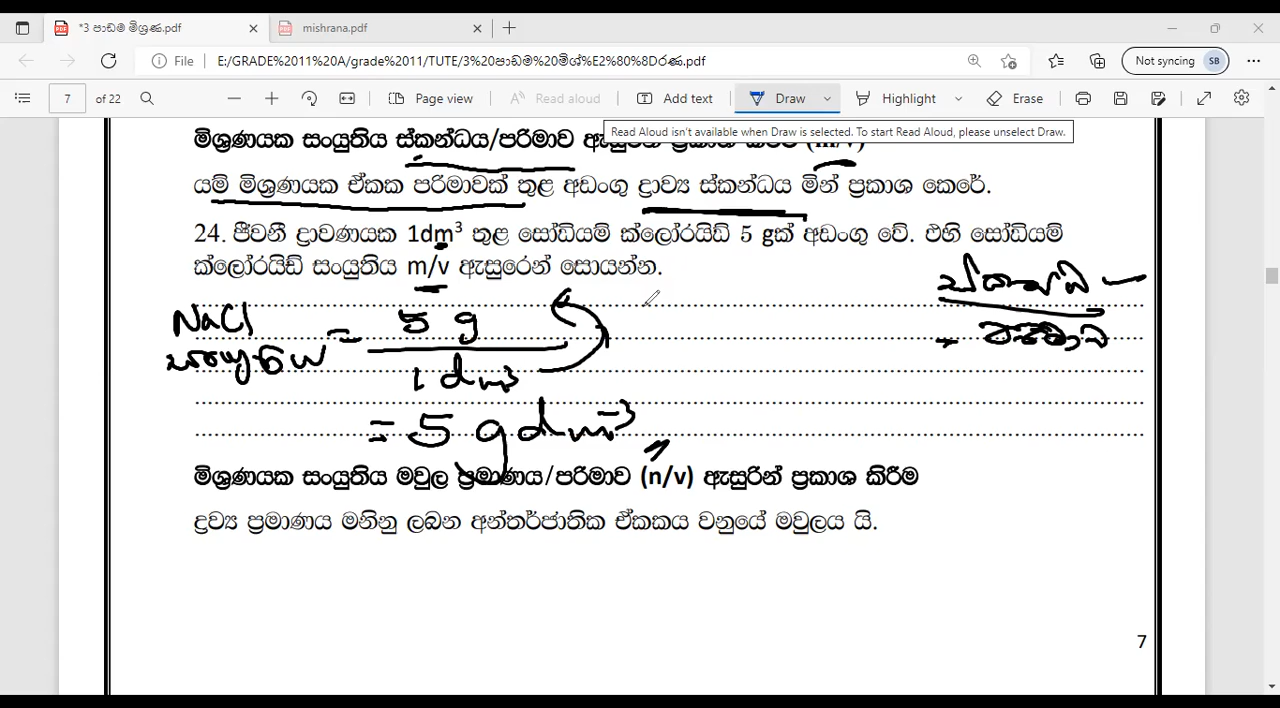 *3 පාඩම මිශ්‍රණ.pdf
mishrana.pdf
File
E:/GRADE%2011%20A/grade%2011/TUTE/3%20පාඩම%20මිශ්%E2%80%8Dරණ.pdf
Not syncing
SB
7 of 22
Page view
Read aloud
Add text
Draw
Highlight
Erase
Read Aloud isn't available when Draw is selected. To start Read Aloud, please unselect Draw.
මිශ්‍රණයක සංයුතිය ස්කන්ධය/පරිමාව (m/v)
යම් මිශ්‍රණයක ඒකක පරිමාවක් තුළ අඩංගු ද්‍රාව්‍ය ස්කන්ධය මින් ප්‍රකාශ කෙරේ.
24. ජීවනී ද්‍රාවණයක 1dm³ තුළ සෝඩියම් ක්ලෝරයිඩ් 5 gක් අඩංගු වේ. එහි සෝඩියම්
ක්ලෝරයිඩ් සංයුතිය m/v ඇසුරෙන් සොයන්න.
ස්කන්ධ
NaCl
සංයුතිය = 5 g
1 dm³
= 5 gdm⁻³
මිශ්‍රණයක සංයුතිය මවුල ප්‍රමාණය/පරිමාව (n/v) ඇසුරින් ප්‍රකාශ කිරීම
ද්‍රව්‍ය ප්‍රමාණය මනිනු ලබන අන්තර්ජාතික ඒකකය වනුයේ මවුලය යි.
7